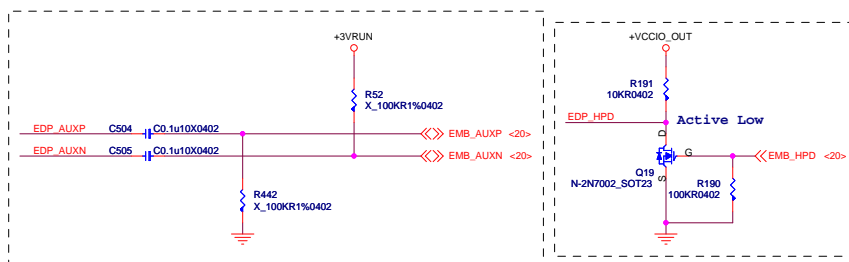 +3VRUN
R52
X_100KR1%0402
EDP_AUXP C504 C0.1u10X0402 EMB_AUXP <20>
EDP_AUXN C505 C0.1u10X0402 EMB_AUXN <20>
R442
X_100KR1%0402
+VCCIO_OUT
R191
10KR0402
EDP_HPD Active Low
D
G EMB_HPD <20>
Q19
S
N-2N7002_SOT23
R190
100KR0402